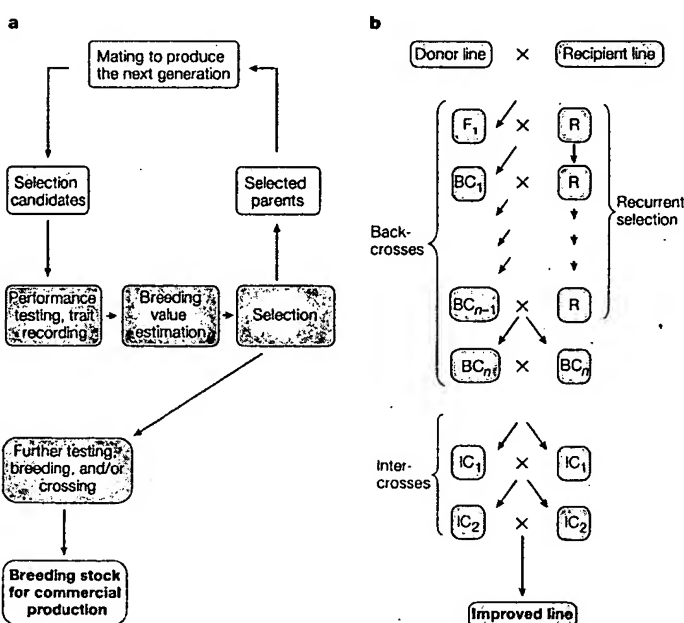 a
Mating to produce
the next generation
Selection
candidates
Selected
parents
Performance
testing, trait
recording
Breeding
value
estimation
Selection
Further testing,
breeding, and/or
crossing
Breeding stock
for commercial
production
b
Donor line × Recipient line
F1 × R
BC1 × R
Back-
crosses
Recurrent
selection
BCn–1 × R
BCn × BCn
Inter-
crosses
IC1 × IC1
IC2 × IC2
Improved line